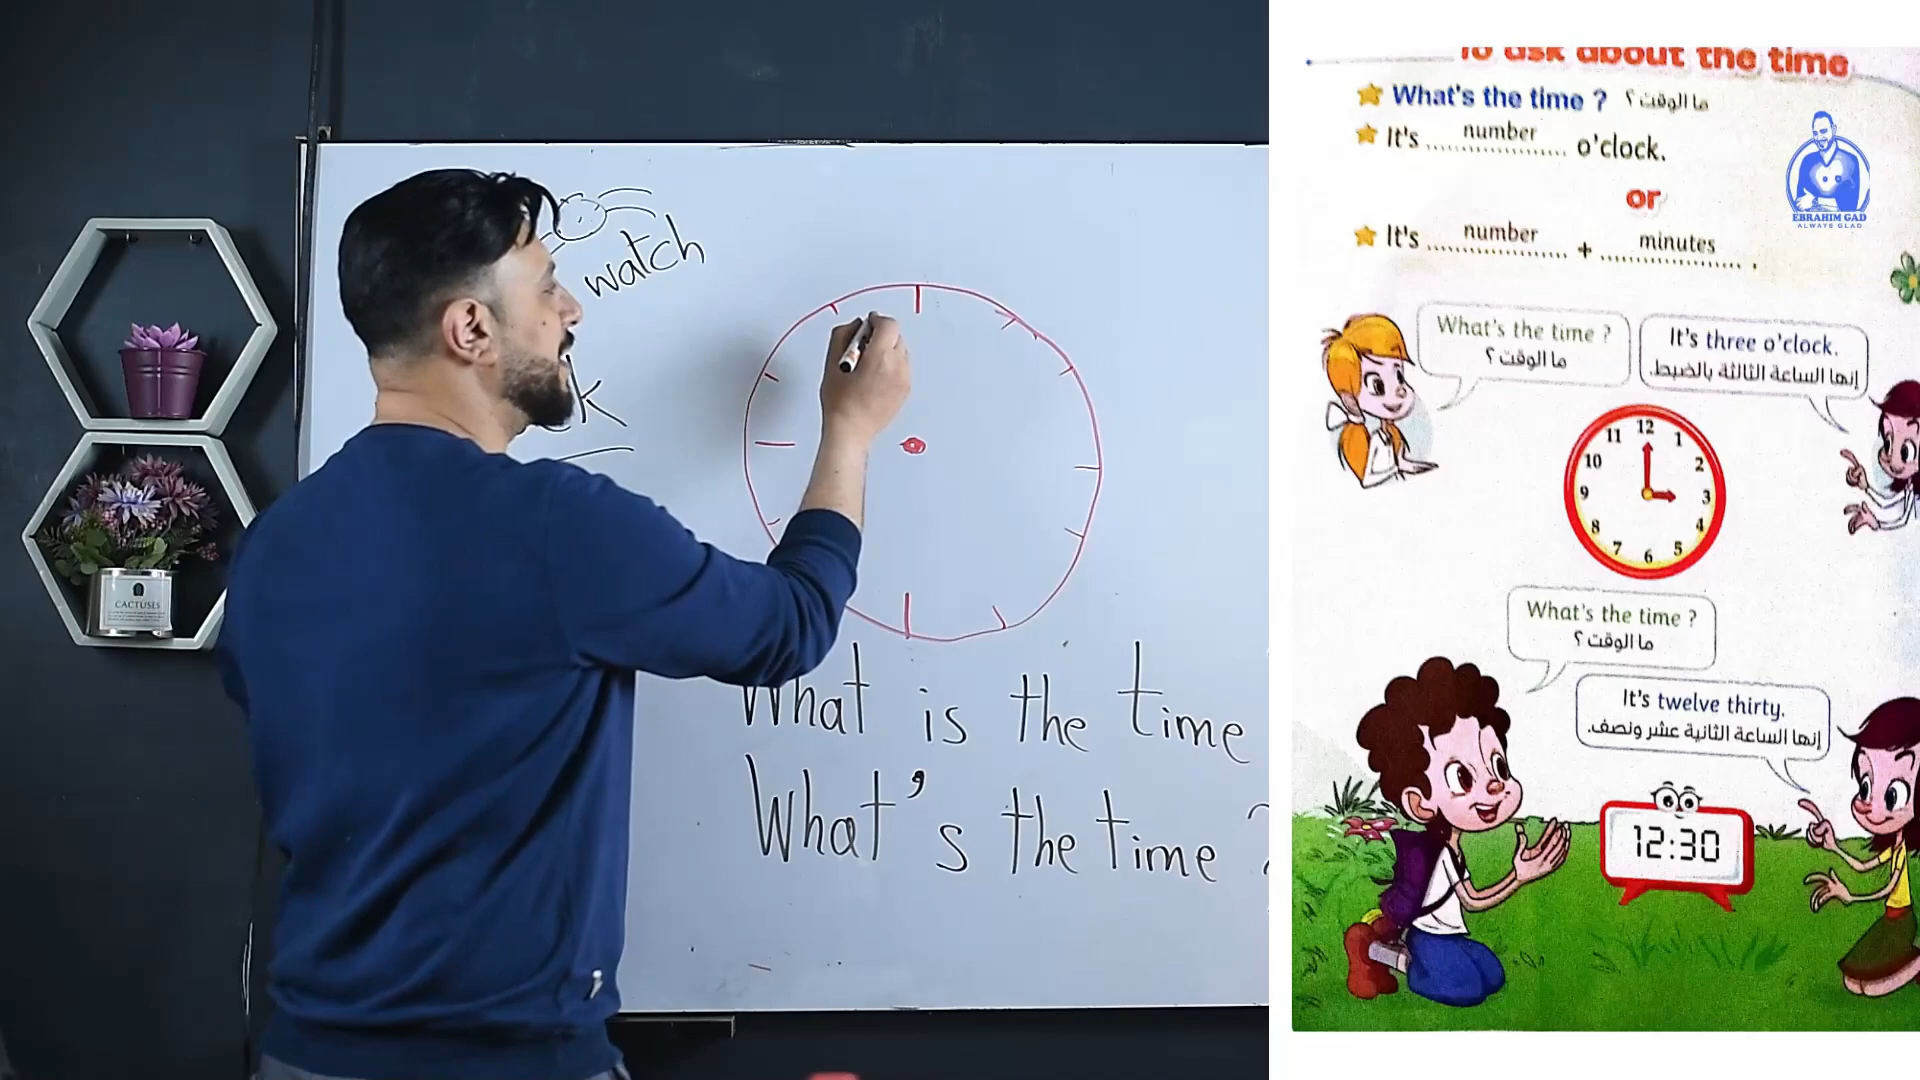 watch
What is the time
What's the time ?
CACTUSES
To ask about the time
What's the time ? ما الوقت ؟
It's ........ number ........ o'clock.
or
It's ........ number ........ + ........ minutes ........ .
EBRAHIM GAD
ALWAYS GLAD
What's the time ?
ما الوقت ؟
It's three o'clock.
إنها الساعة الثالثة بالضبط.
12
11 1
10 2
9 3
8 4
7 5
6
What's the time ?
ما الوقت ؟
It's twelve thirty.
إنها الساعة الثانية عشر ونصف.
12:30